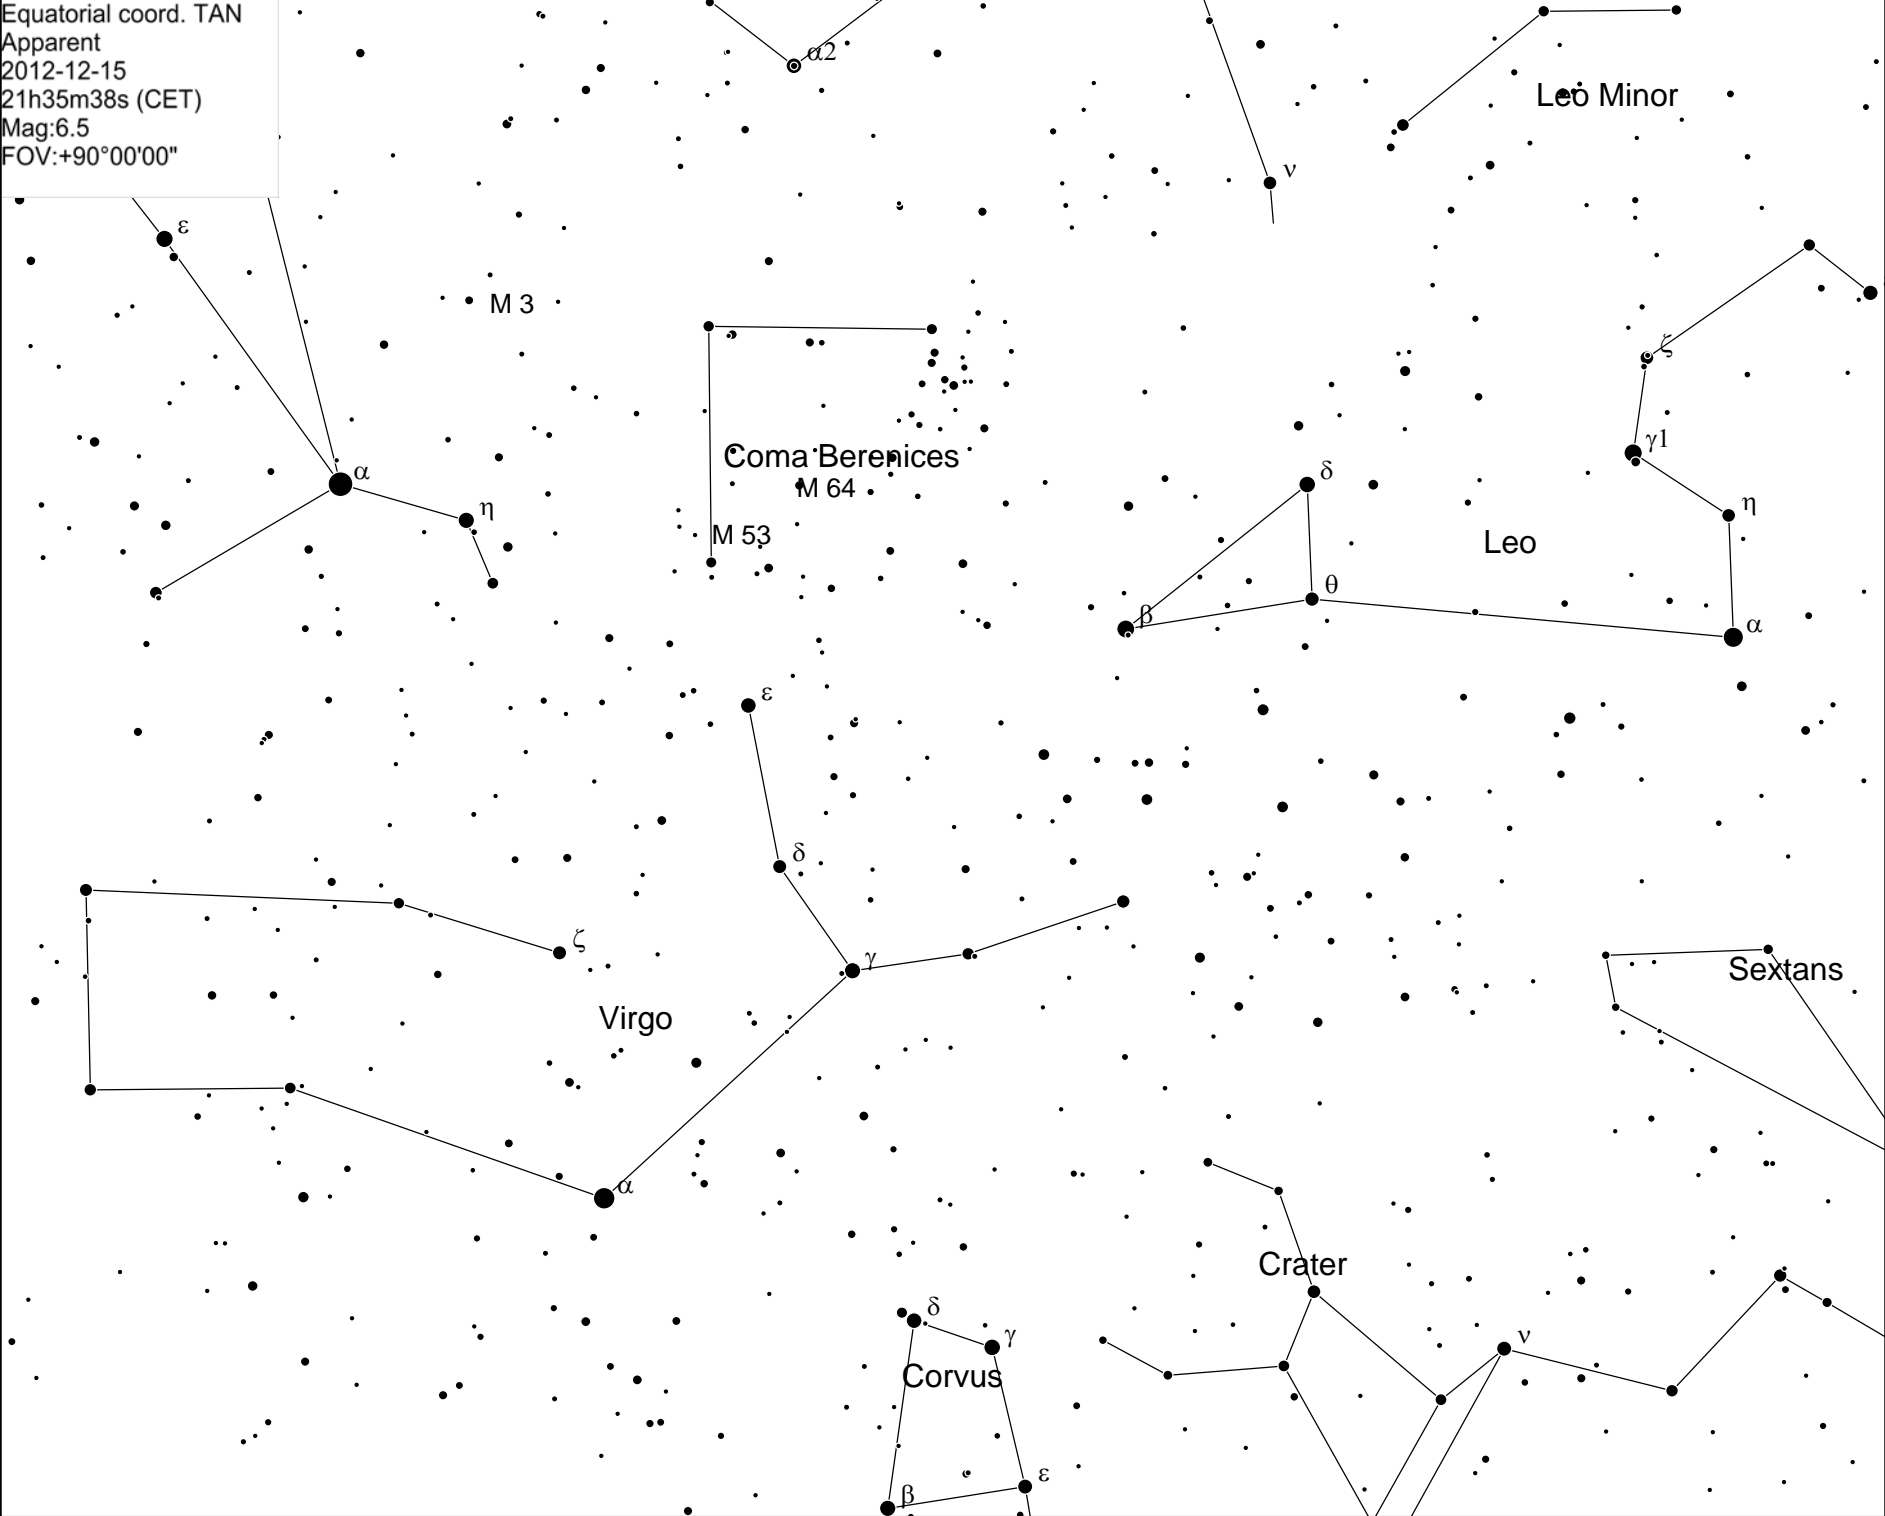 Equatorial coord. TAN
Apparent
2012-12-15
21h35m38s (CET)
Mag:6.5
FOV:+90°00'00"
α2
Leo Minor
ν
ε
M 3
ζ
γ1
Coma Berenices
α
δ
M 64
η
η
M 53
Leo
θ
β
α
ε
δ
ζ
γ
Sextans
Virgo
α
Crater
δ
γ
ν
Corvus
ε
β